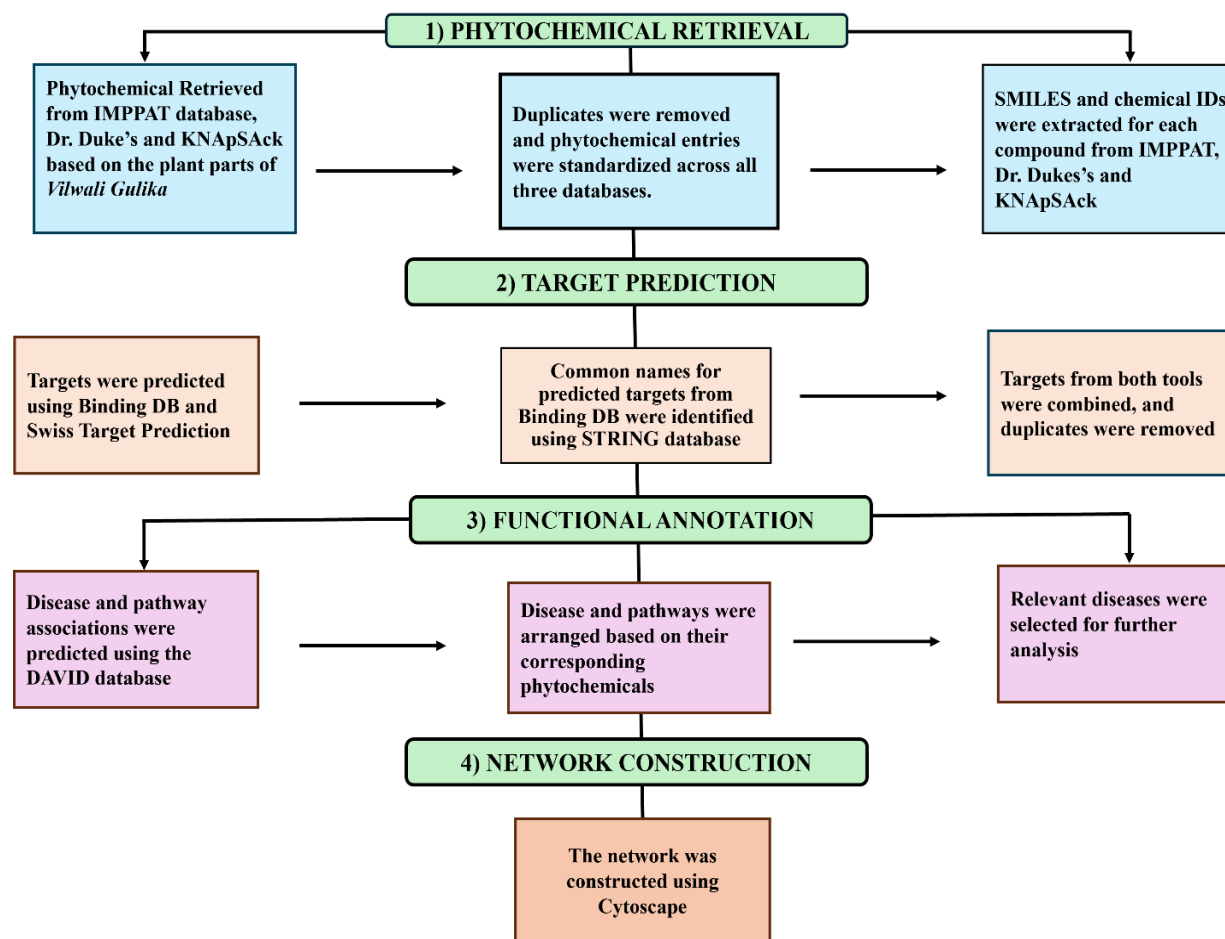 1) PHYTOCHEMICAL RETRIEVAL
Phytochemical Retrieved
from IMPPAT database,
Dr. Duke's and KNApSAck
based on the plant parts of
Vilwali Gulika
Duplicates were removed
and phytochemical entries
were standardized across all
three databases.
SMILES and chemical IDs
were extracted for each
compound from IMPPAT,
Dr. Dukes's and
KNApSAck
2) TARGET PREDICTION
Targets were predicted
using Binding DB and
Swiss Target Prediction
Common names for
predicted targets from
Binding DB were identified
using STRING database
Targets from both tools
were combined, and
duplicates were removed
3) FUNCTIONAL ANNOTATION
Disease and pathway
associations were
predicted using the
DAVID database
Disease and pathways were
arranged based on their
corresponding
phytochemicals
Relevant diseases were
selected for further
analysis
4) NETWORK CONSTRUCTION
The network was
constructed using
Cytoscape